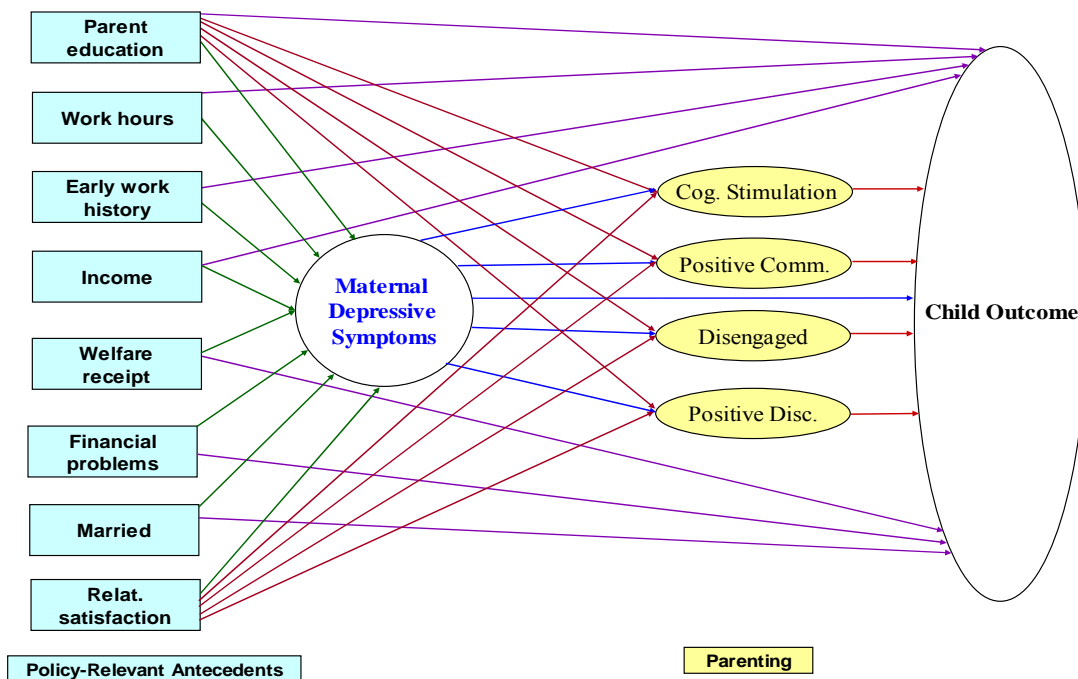 Parent
education
Work hours
Early work
history
Income
Welfare
receipt
Financial
problems
Married
Relat.
satisfaction
Policy-Relevant Antecedents
Maternal
Depressive
Symptoms
Cog. Stimulation
Positive Comm.
Disengaged
Positive Disc.
Parenting
Child Outcome